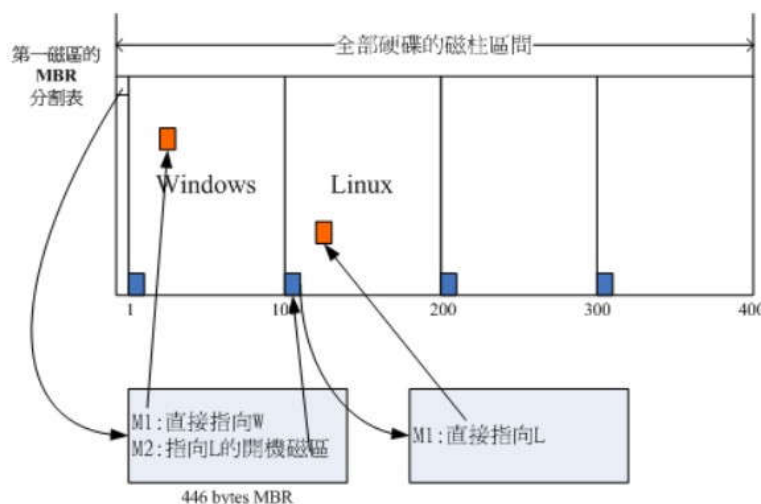 全部硬碟的磁柱區間
第一磁區的
MBR
分割表
Windows
Linux
1
100
200
300
400
M1:直接指向W
M2:指向L的開機磁區
M1:直接指向L
446 bytes MBR